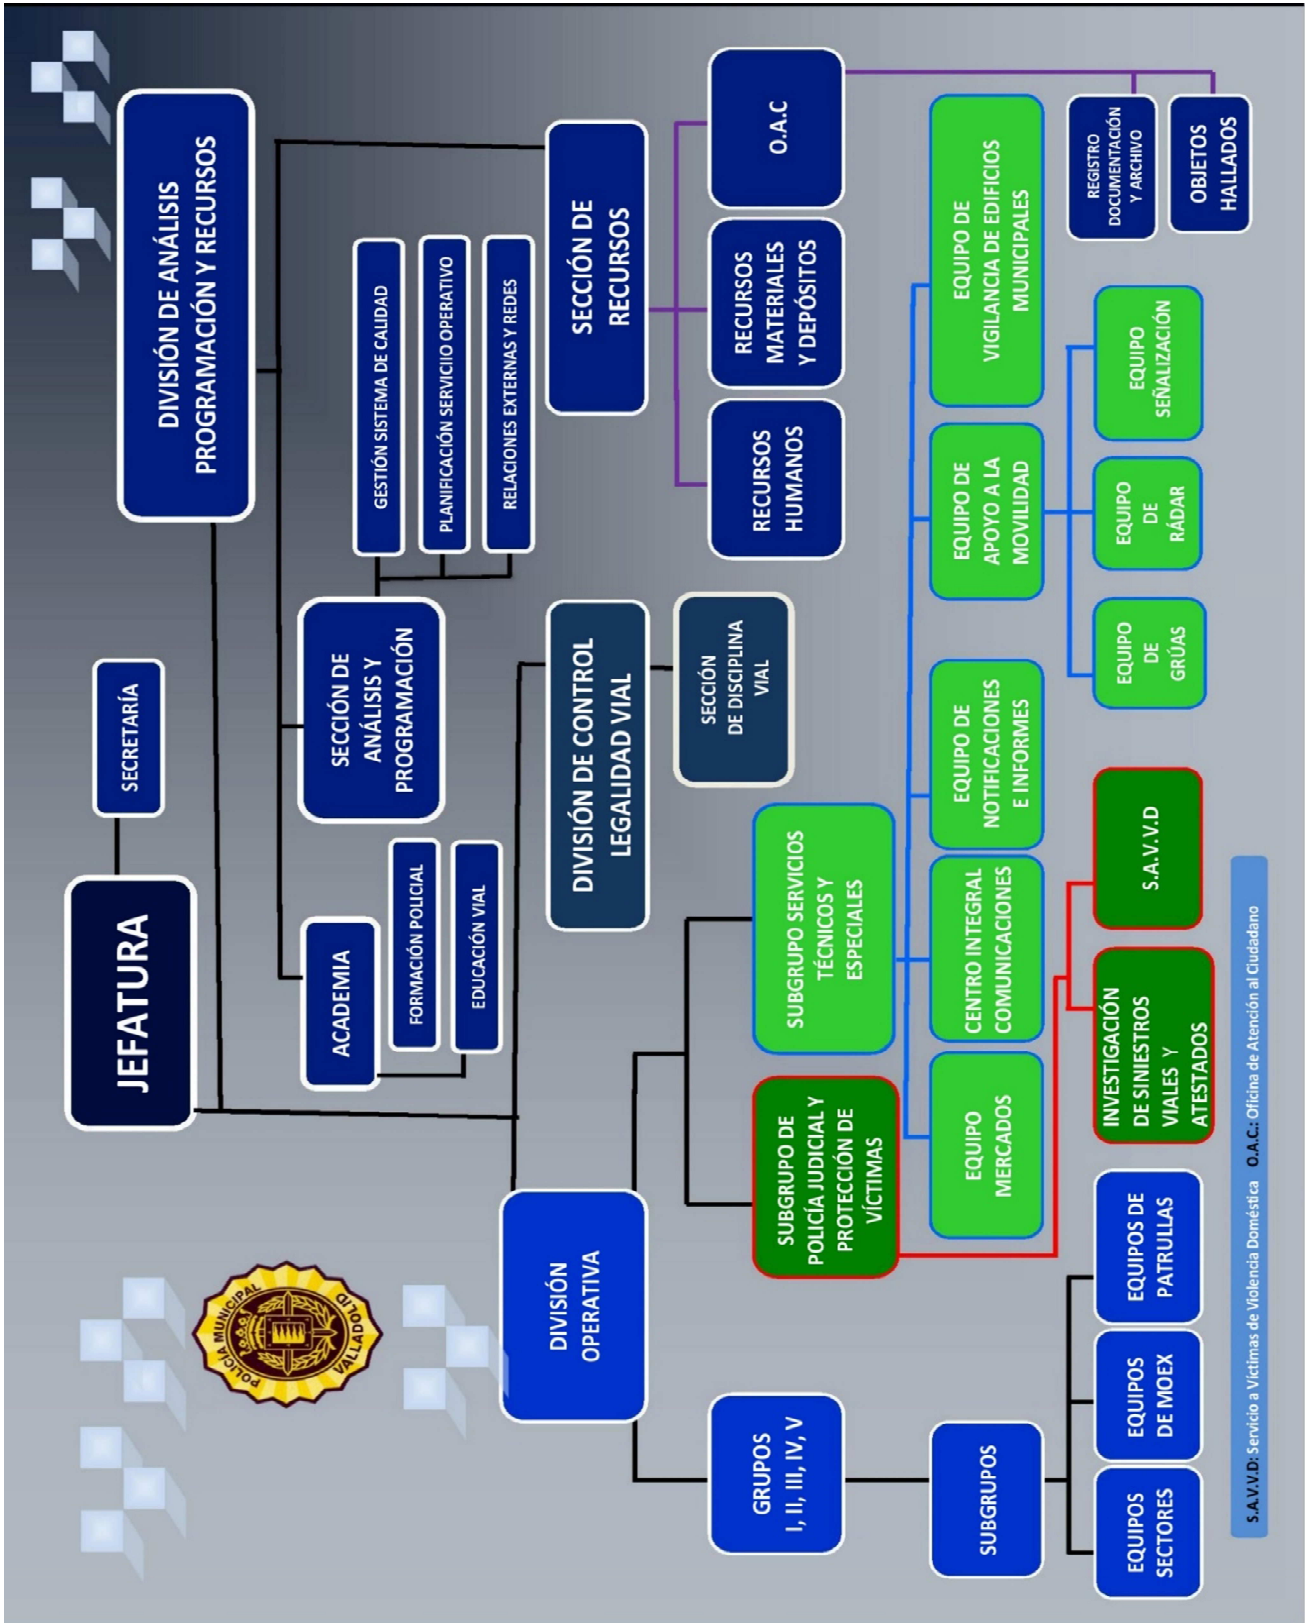 JEFATURA
SECRETARÍA
DIVISIÓN DE ANÁLISIS
PROGRAMACIÓN Y RECURSOS
POLICÍA MUNICIPAL
VALLADOLID
ACADEMIA
FORMACIÓN POLICIAL
EDUCACIÓN VIAL
SECCIÓN DE
ANÁLISIS Y
PROGRAMACIÓN
GESTIÓN SISTEMA DE CALIDAD
PLANIFICACIÓN SERVICIIO OPERATIVO
RELACIONES EXTERNAS Y REDES
SECCIÓN DE
RECURSOS
RECURSOS
HUMANOS
RECURSOS
MATERIALES
Y DEPÓSITOS
O.A.C
REGISTRO
DOCUMENTACIÓN
Y ARCHIVO
OBJETOS
HALLADOS
DIVISIÓN DE CONTROL
LEGALIDAD VIAL
SECCIÓN
DE DISCIPLINA
VIAL
DIVISIÓN
OPERATIVA
GRUPOS
I, II, III, IV, V
SUBGRUPOS
EQUIPOS
SECTORES
EQUIPOS
DE MOEX
EQUIPOS DE
PATRULLAS
SUBGRUPO DE
POLICÍA JUDICIAL Y
PROTECCIÓN DE
VÍCTIMAS
INVESTIGACIÓN
DE SINIESTROS
VIALES Y
ATESTADOS
S.A.V.V.D
SUBGRUPO SERVICIOS
TÉCNICOS Y
ESPECIALES
EQUIPO
MERCADOS
CENTRO INTEGRAL
COMUNICACIONES
EQUIPO DE
NOTIFICACIONES
E INFORMES
EQUIPO DE
APOYO A LA
MOVILIDAD
EQUIPO DE
VIGILANCIA DE EDIFICIOS
MUNICIPALES
EQUIPO
DE
GRÚAS
EQUIPO
DE
RÁDAR
EQUIPO
SEÑALIZACIÓN
S.A.V.V.D: Servicio a Víctimas de Violencia Doméstica O.A.C.: Oficina de Atención al Ciudadano